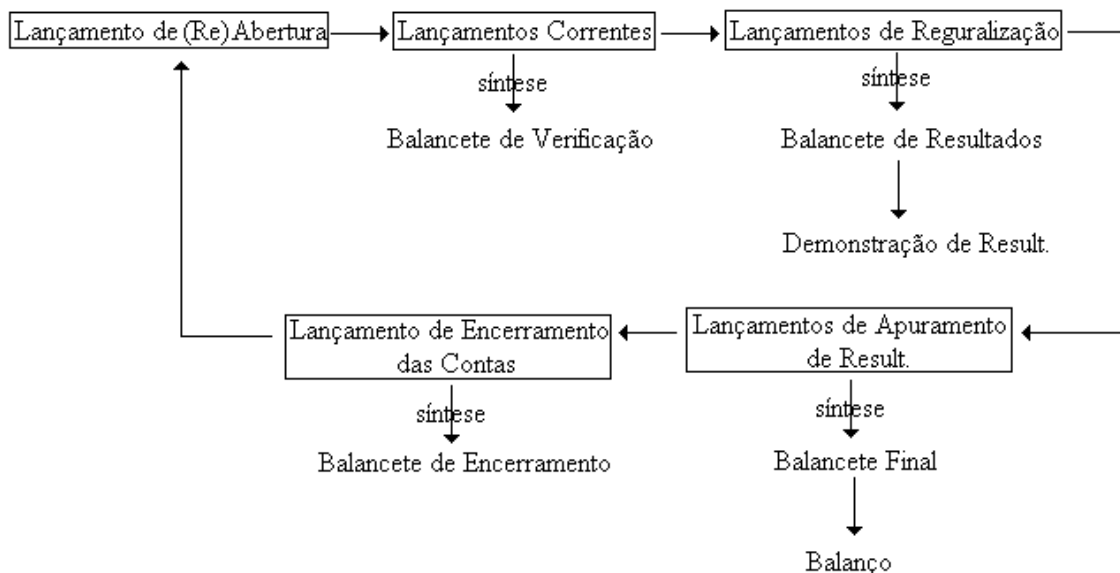 Lançamento de (Re)Abertura
Lançamentos Correntes
Lançamentos de Reguralização
síntese
síntese
Balancete de Verificação
Balancete de Resultados
Demonstração de Result.
Lançamento de Encerramento
das Contas
Lançamentos de Apuramento
de Result.
síntese
síntese
Balancete de Encerramento
Balancete Final
Balanço